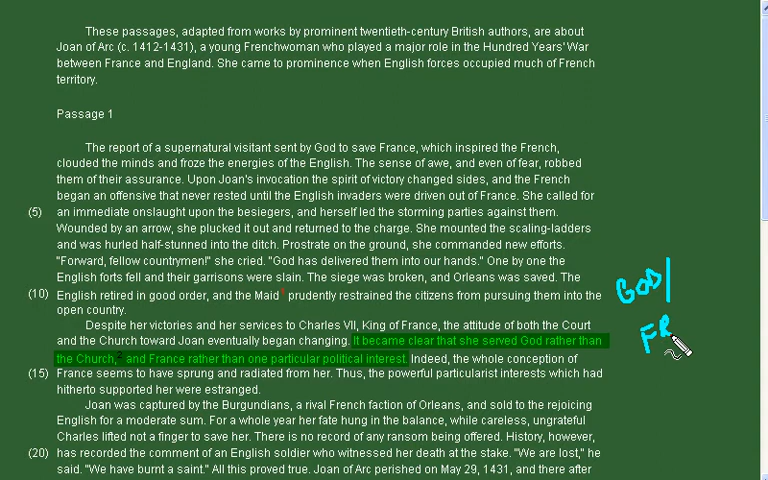 These passages, adapted from works by prominent twentieth-century British authors, are about
Joan of Arc (c. 1412-1431), a young Frenchwoman who played a major role in the Hundred Years' War
between France and England. She came to prominence when English forces occupied much of French
territory.
Passage 1
The report of a supernatural visitant sent by God to save France, which inspired the French,
clouded the minds and froze the energies of the English. The sense of awe, and even of fear, robbed
them of their assurance. Upon Joan's invocation the spirit of victory changed sides, and the French
began an offensive that never rested until the English invaders were driven out of France. She called for
(5) an immediate onslaught upon the besiegers, and herself led the storming parties against them.
Wounded by an arrow, she plucked it out and returned to the charge. She mounted the scaling-ladders
and was hurled half-stunned into the ditch. Prostrate on the ground, she commanded new efforts.
"Forward, fellow countrymen!" she cried. "God has delivered them into our hands." One by one the
English forts fell and their garrisons were slain. The siege was broken, and Orleans was saved. The
(10) English retired in good order, and the Maid¹ prudently restrained the citizens from pursuing them into the
open country.
Despite her victories and her services to Charles VII, King of France, the attitude of both the Court
and the Church toward Joan eventually began changing. It became clear that she served God rather than
the Church,² and France rather than one particular political interest. Indeed, the whole conception of
(15) France seems to have sprung and radiated from her. Thus, the powerful particularist interests which had
hitherto supported her were estranged.
Joan was captured by the Burgundians, a rival French faction of Orleans, and sold to the rejoicing
English for a moderate sum. For a whole year her fate hung in the balance, while careless, ungrateful
Charles lifted not a finger to save her. There is no record of any ransom being offered. History, however,
(20) has recorded the comment of an English soldier who witnessed her death at the stake. "We are lost," he
said. "We have burnt a saint." All this proved true. Joan of Arc perished on May 29, 1431, and there after
GOD/
FR